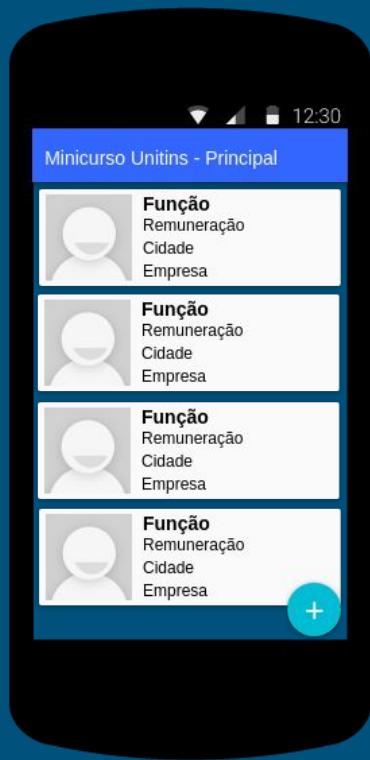 12:30
Minicurso Unitins - Principal
Função
Remuneração
Cidade
Empresa
Função
Remuneração
Cidade
Empresa
Função
Remuneração
Cidade
Empresa
Função
Remuneração
Cidade
Empresa
+